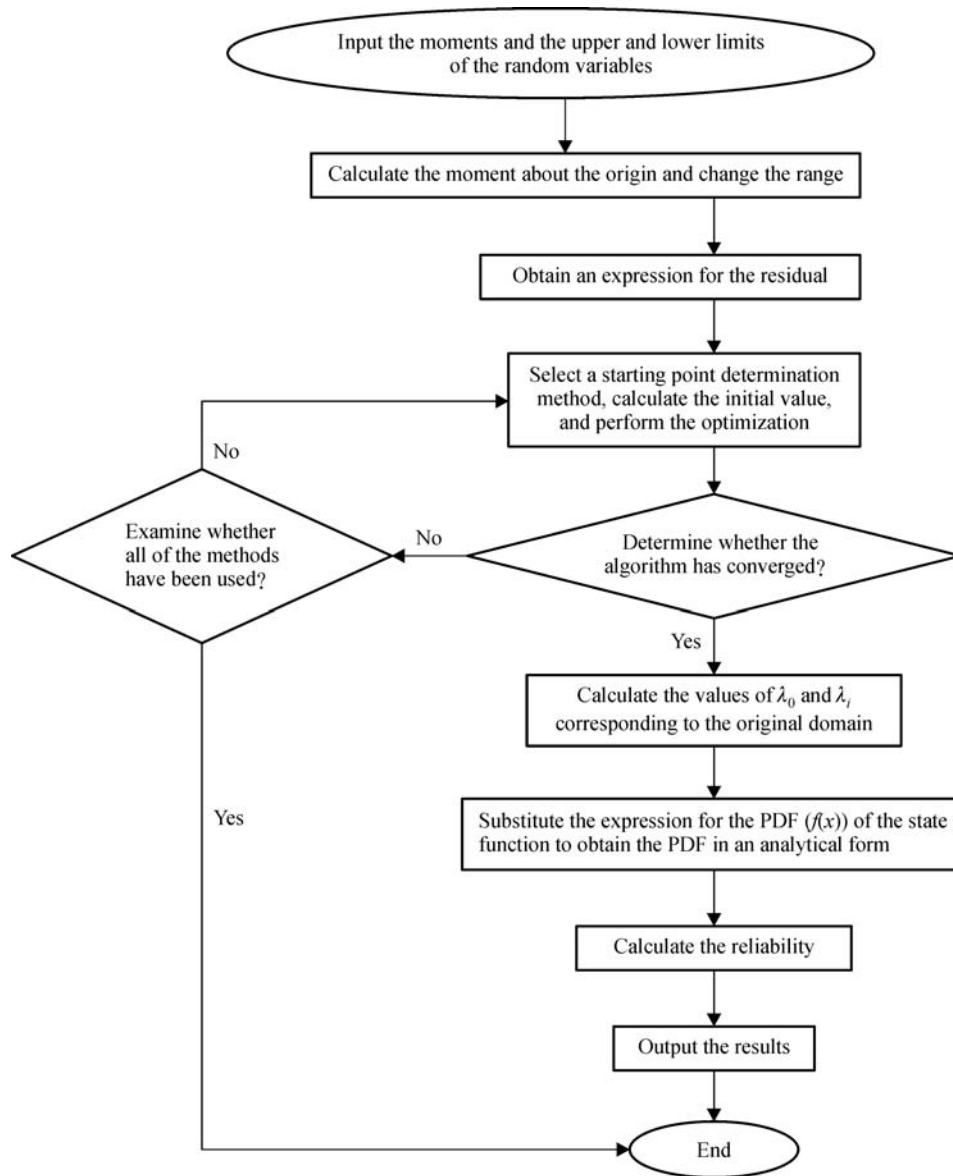 Input the moments and the upper and lower limits
of the random variables
Calculate the moment about the origin and change the range
Obtain an expression for the residual
Select a starting point determination
method, calculate the initial value,
and perform the optimization
No
Examine whether
all of the methods
have been used?
No
Determine whether the
algorithm has converged?
Yes
Calculate the values of λ₀ and λᵢ
corresponding to the original domain
Yes
Substitute the expression for the PDF (f(x)) of the state
function to obtain the PDF in an analytical form
Calculate the reliability
Output the results
End